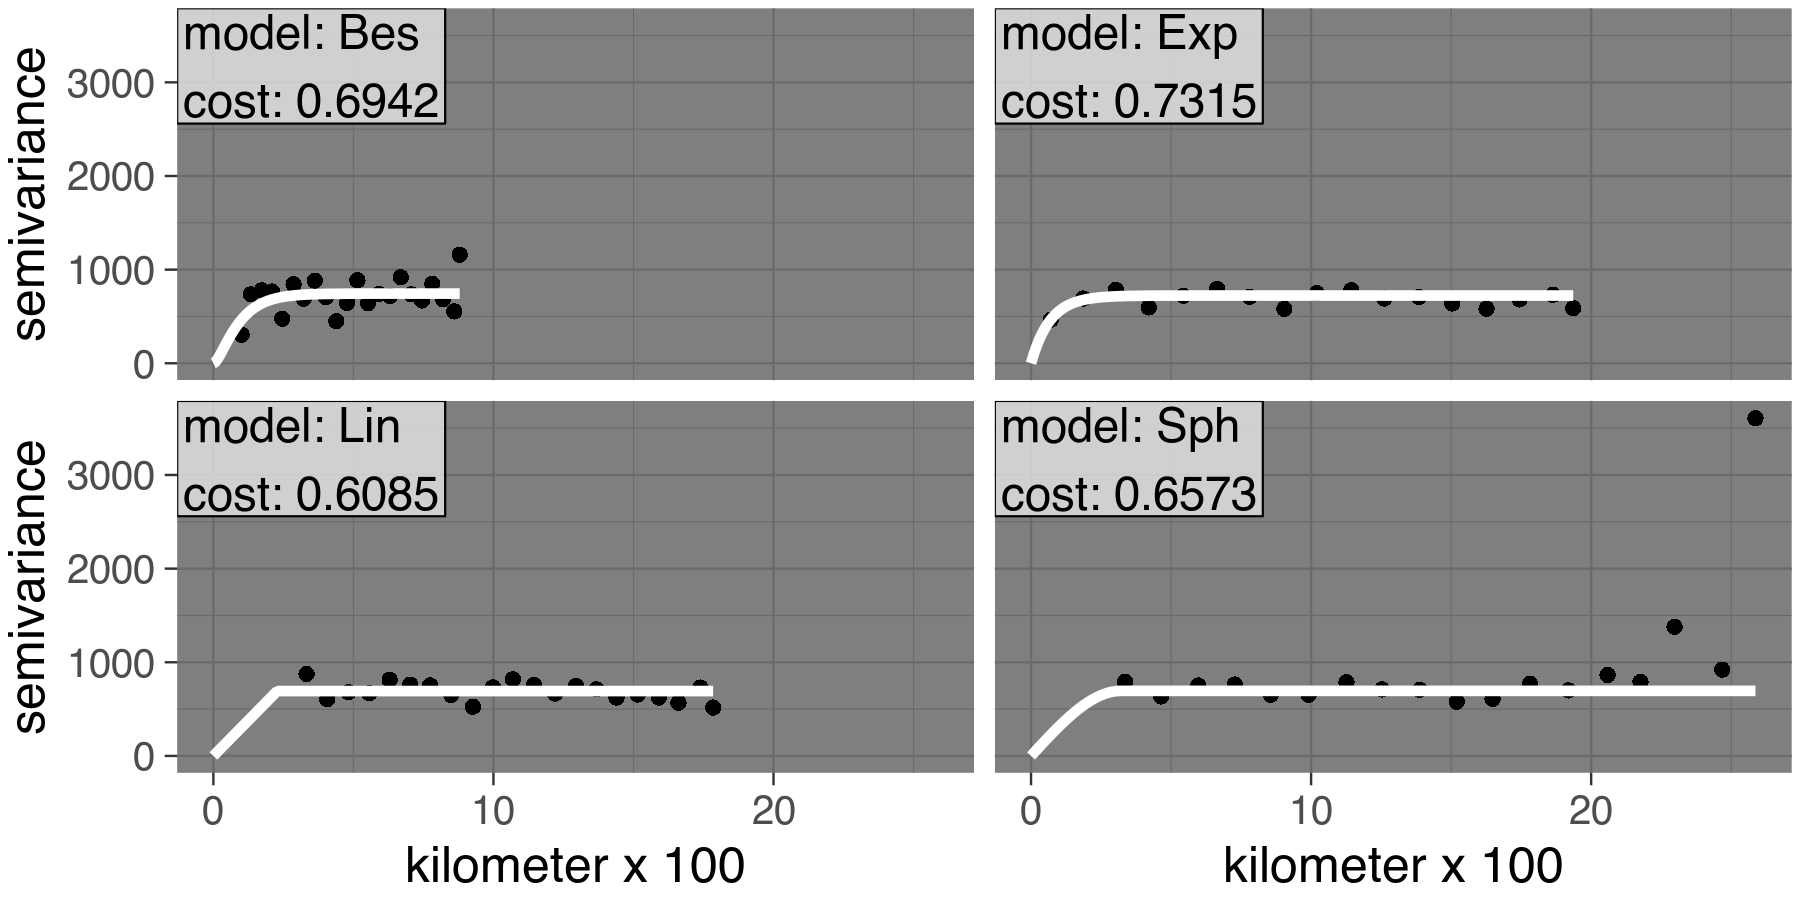 model: Bes
cost: 0.6942
model: Exp
cost: 0.7315
semivariance
3000
2000
1000
0
model: Lin
cost: 0.6085
model: Sph
cost: 0.6573
semivariance
3000
2000
1000
0
0 10 20
0 10 20
kilometer x 100
kilometer x 100